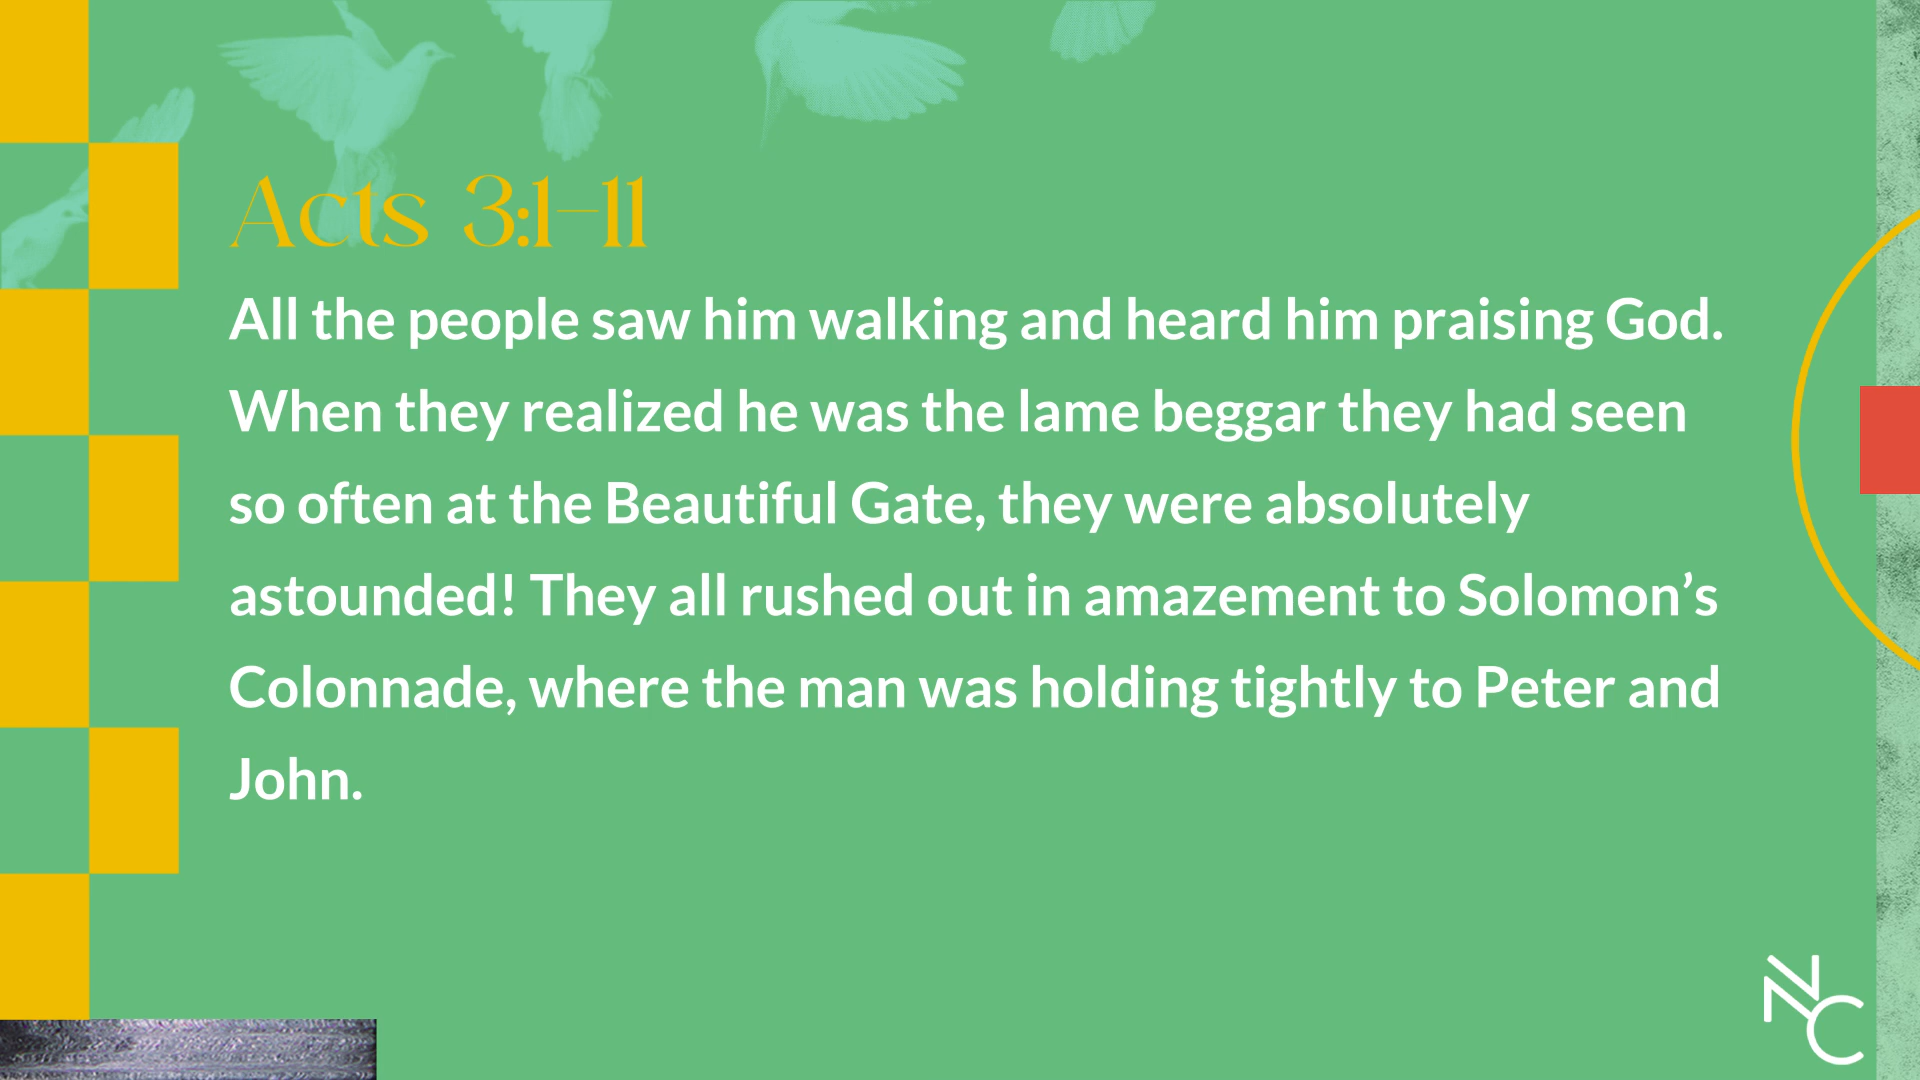 Acts 3:1-11
All the people saw him walking and heard him praising God.
When they realized he was the lame beggar they had seen
so often at the Beautiful Gate, they were absolutely
astounded! They all rushed out in amazement to Solomon’s
Colonnade, where the man was holding tightly to Peter and
John.
NC